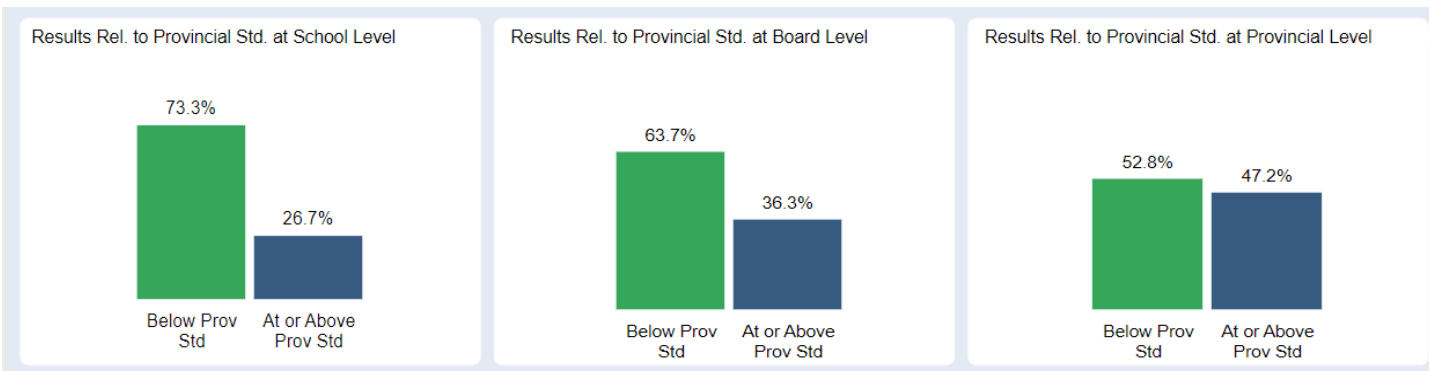 Results Rel. to Provincial Std. at School Level
73.3%
26.7%
Below Prov
Std
At or Above
Prov Std
Results Rel. to Provincial Std. at Board Level
63.7%
36.3%
Below Prov
Std
At or Above
Prov Std
Results Rel. to Provincial Std. at Provincial Level
52.8%
47.2%
Below Prov
Std
At or Above
Prov Std